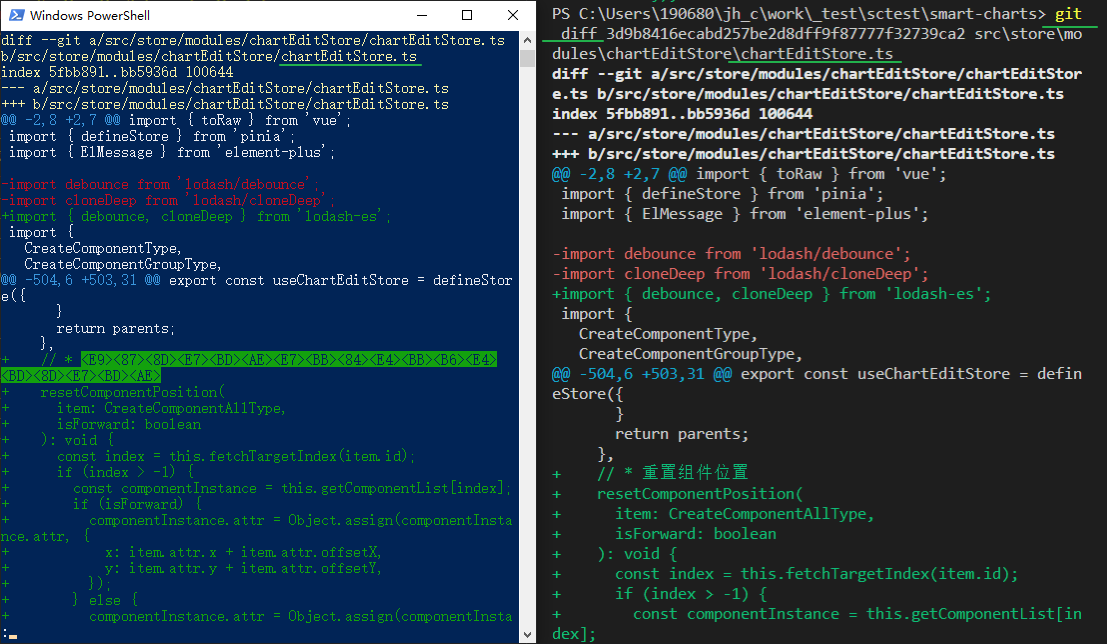 Windows PowerShell
diff --git a/src/store/modules/chartEditStore/chartEditStore.ts
b/src/store/modules/chartEditStore/chartEditStore.ts
index 5fbb891..bb5936d 100644
--- a/src/store/modules/chartEditStore/chartEditStore.ts
+++ b/src/store/modules/chartEditStore/chartEditStore.ts
@@ -2,8 +2,7 @@ import { toRaw } from 'vue';
 import { defineStore } from 'pinia';
 import { ElMessage } from 'element-plus';
-import debounce from 'lodash/debounce';
-import cloneDeep from 'lodash/cloneDeep';
+import { debounce, cloneDeep } from 'lodash-es';
 import {
   CreateComponentType,
   CreateComponentGroupType,
@@ -504,6 +503,31 @@ export const useChartEditStore = defineStor
e({
       }
       return parents;
     },
+    // * <E9><87><8D><E7><BD><AE><E7><BB><84><E4><BB><B6><E4>
<BD><8D><E7><BD><AE>
+    resetComponentPosition(
+      item: CreateComponentAllType,
+      isForward: boolean
+    ): void {
+      const index = this.fetchTargetIndex(item.id);
+      if (index > -1) {
+        const componentInstance = this.getComponentList[index];
+        if (isForward) {
+          componentInstance.attr = Object.assign(componentInsta
nce.attr, {
+            x: item.attr.x + item.attr.offsetX,
+            y: item.attr.y + item.attr.offsetY,
+          });
+        } else {
+          componentInstance.attr = Object.assign(componentInsta
:
PS C:\Users\190680\jh_c\work\_test\sctest\smart-charts> git
 diff 3d9b8416ecabd257be2d8dff9f87777f32739ca2 src\store\mo
dules\chartEditStore\chartEditStore.ts
diff --git a/src/store/modules/chartEditStore/chartEditStor
e.ts b/src/store/modules/chartEditStore/chartEditStore.ts
index 5fbb891..bb5936d 100644
--- a/src/store/modules/chartEditStore/chartEditStore.ts
+++ b/src/store/modules/chartEditStore/chartEditStore.ts
@@ -2,8 +2,7 @@ import { toRaw } from 'vue';
 import { defineStore } from 'pinia';
 import { ElMessage } from 'element-plus';
-import debounce from 'lodash/debounce';
-import cloneDeep from 'lodash/cloneDeep';
+import { debounce, cloneDeep } from 'lodash-es';
 import {
   CreateComponentType,
   CreateComponentGroupType,
@@ -504,6 +503,31 @@ export const useChartEditStore = defin
eStore({
       }
       return parents;
     },
+    // * 重置组件位置
+    resetComponentPosition(
+      item: CreateComponentAllType,
+      isForward: boolean
+    ): void {
+      const index = this.fetchTargetIndex(item.id);
+      if (index > -1) {
+        const componentInstance = this.getComponentList[in
dex];